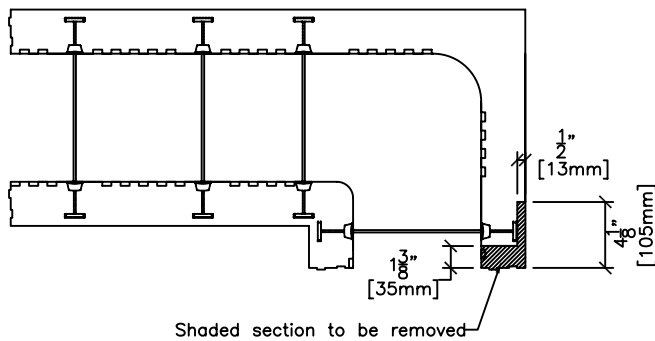 1/2"
[13mm]
4 1/8"
[105mm]
1 3/8"
[35mm]
Shaded section to be removed